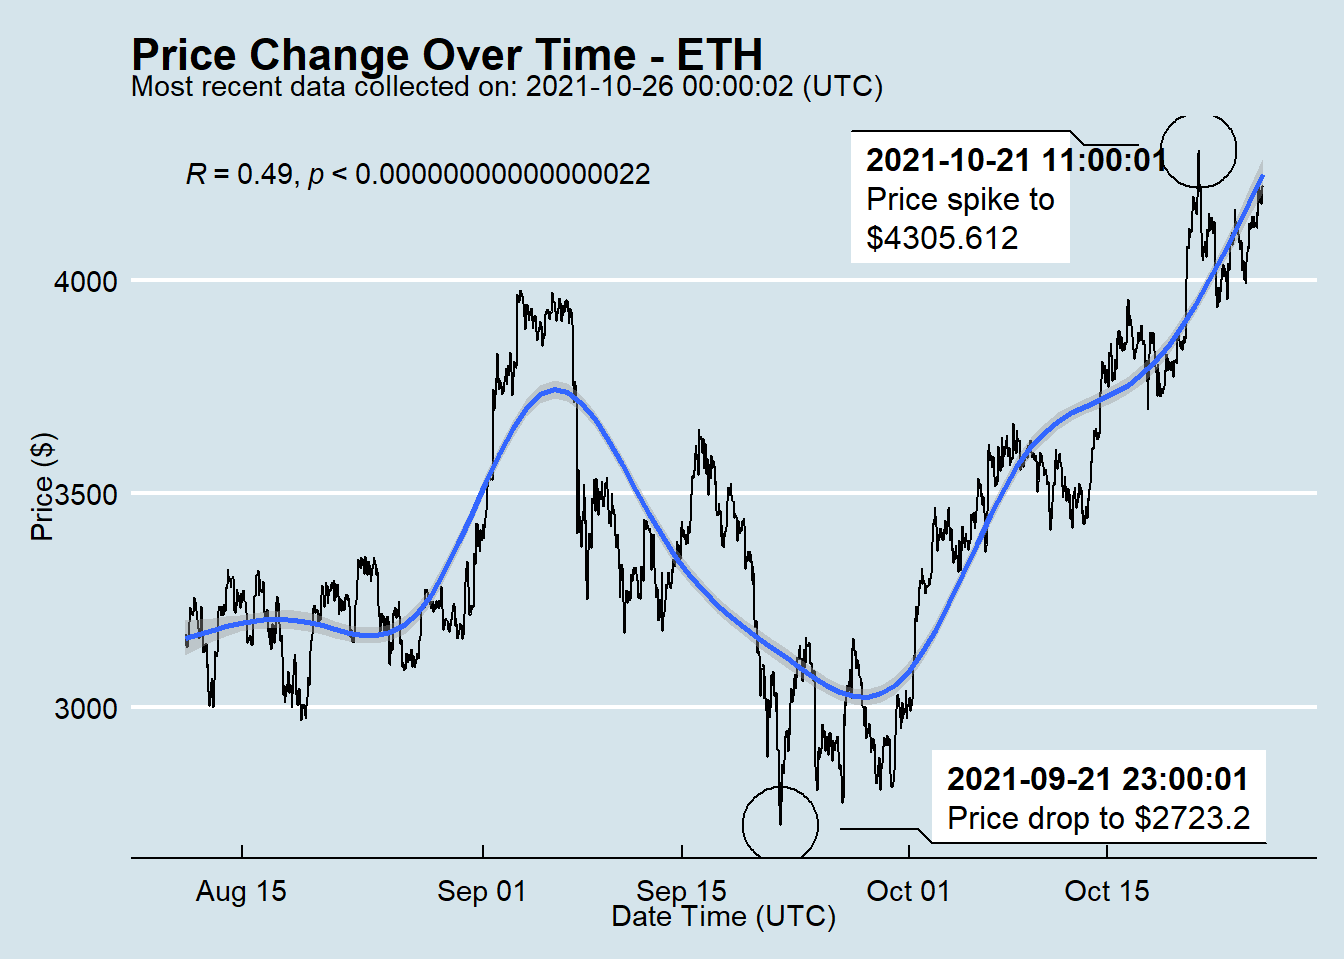 Price Change Over Time - ETH
Most recent data collected on: 2021-10-26 00:00:02 (UTC)
R = 0.49, p < 0.00000000000000022
2021-10-21 11:00:01
Price spike to
$4305.612
4000
3500
3000
Price ($)
2021-09-21 23:00:01
Price drop to $2723.2
Aug 15
Sep 01
Sep 15
Oct 01
Oct 15
Date Time (UTC)